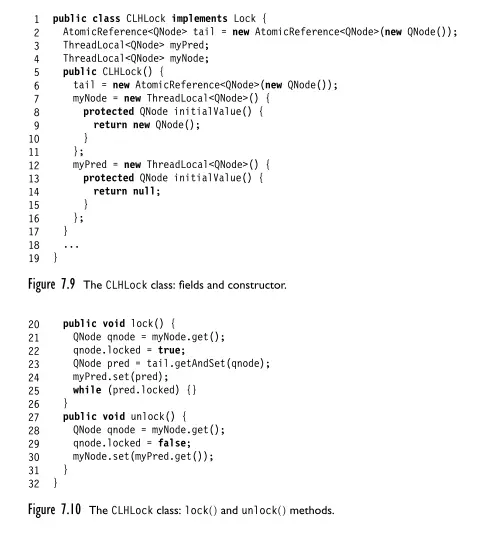 1 public class CLHLock implements Lock {
2 AtomicReference<QNode> tail = new AtomicReference<QNode>(new QNode());
3 ThreadLocal<QNode> myPred;
4 ThreadLocal<QNode> myNode;
5 public CLHLock() {
6 tail = new AtomicReference<QNode>(new QNode());
7 myNode = new ThreadLocal<QNode>() {
8 protected QNode initialValue() {
9 return new QNode();
10 }
11 };
12 myPred = new ThreadLocal<QNode>() {
13 protected QNode initialValue() {
14 return null;
15 }
16 };
17 }
18 ...
19 }
Figure 7.9 The CLHLock class: fields and constructor.
20 public void lock() {
21 QNode qnode = myNode.get();
22 qnode.locked = true;
23 QNode pred = tail.getAndSet(qnode);
24 myPred.set(pred);
25 while (pred.locked) {}
26 }
27 public void unlock() {
28 QNode qnode = myNode.get();
29 qnode.locked = false;
30 myNode.set(myPred.get());
31 }
32 }
Figure 7.10 The CLHLock class: lock() and unlock() methods.